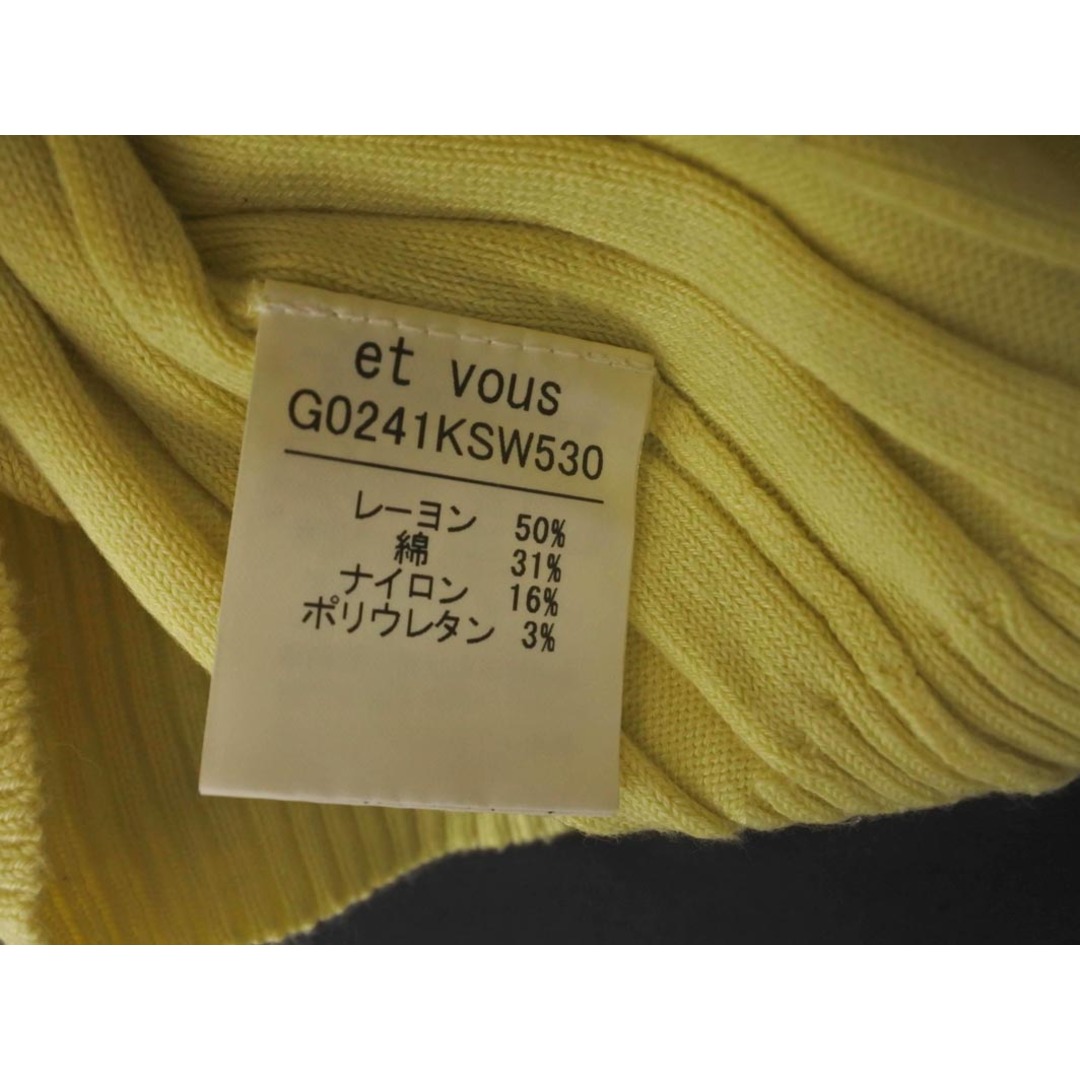 et vous
G0241KSW530
レーヨン 50%
綿 31%
ナイロン 16%
ポリウレタン 3%